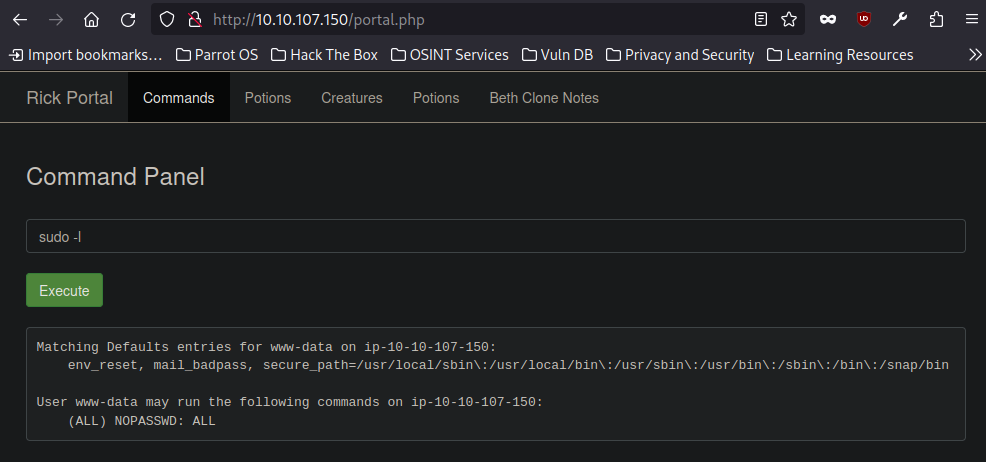 http://10.10.107.150/portal.php
Import bookmarks... Parrot OS Hack The Box OSINT Services Vuln DB Privacy and Security Learning Resources
Rick Portal Commands Potions Creatures Potions Beth Clone Notes
Command Panel
sudo -l
Execute
Matching Defaults entries for www-data on ip-10-10-107-150:
env_reset, mail_badpass, secure_path=/usr/local/sbin\:/usr/local/bin\:/usr/sbin\:/usr/bin\:/sbin\:/bin\:/snap/bin
User www-data may run the following commands on ip-10-10-107-150:
(ALL) NOPASSWD: ALL